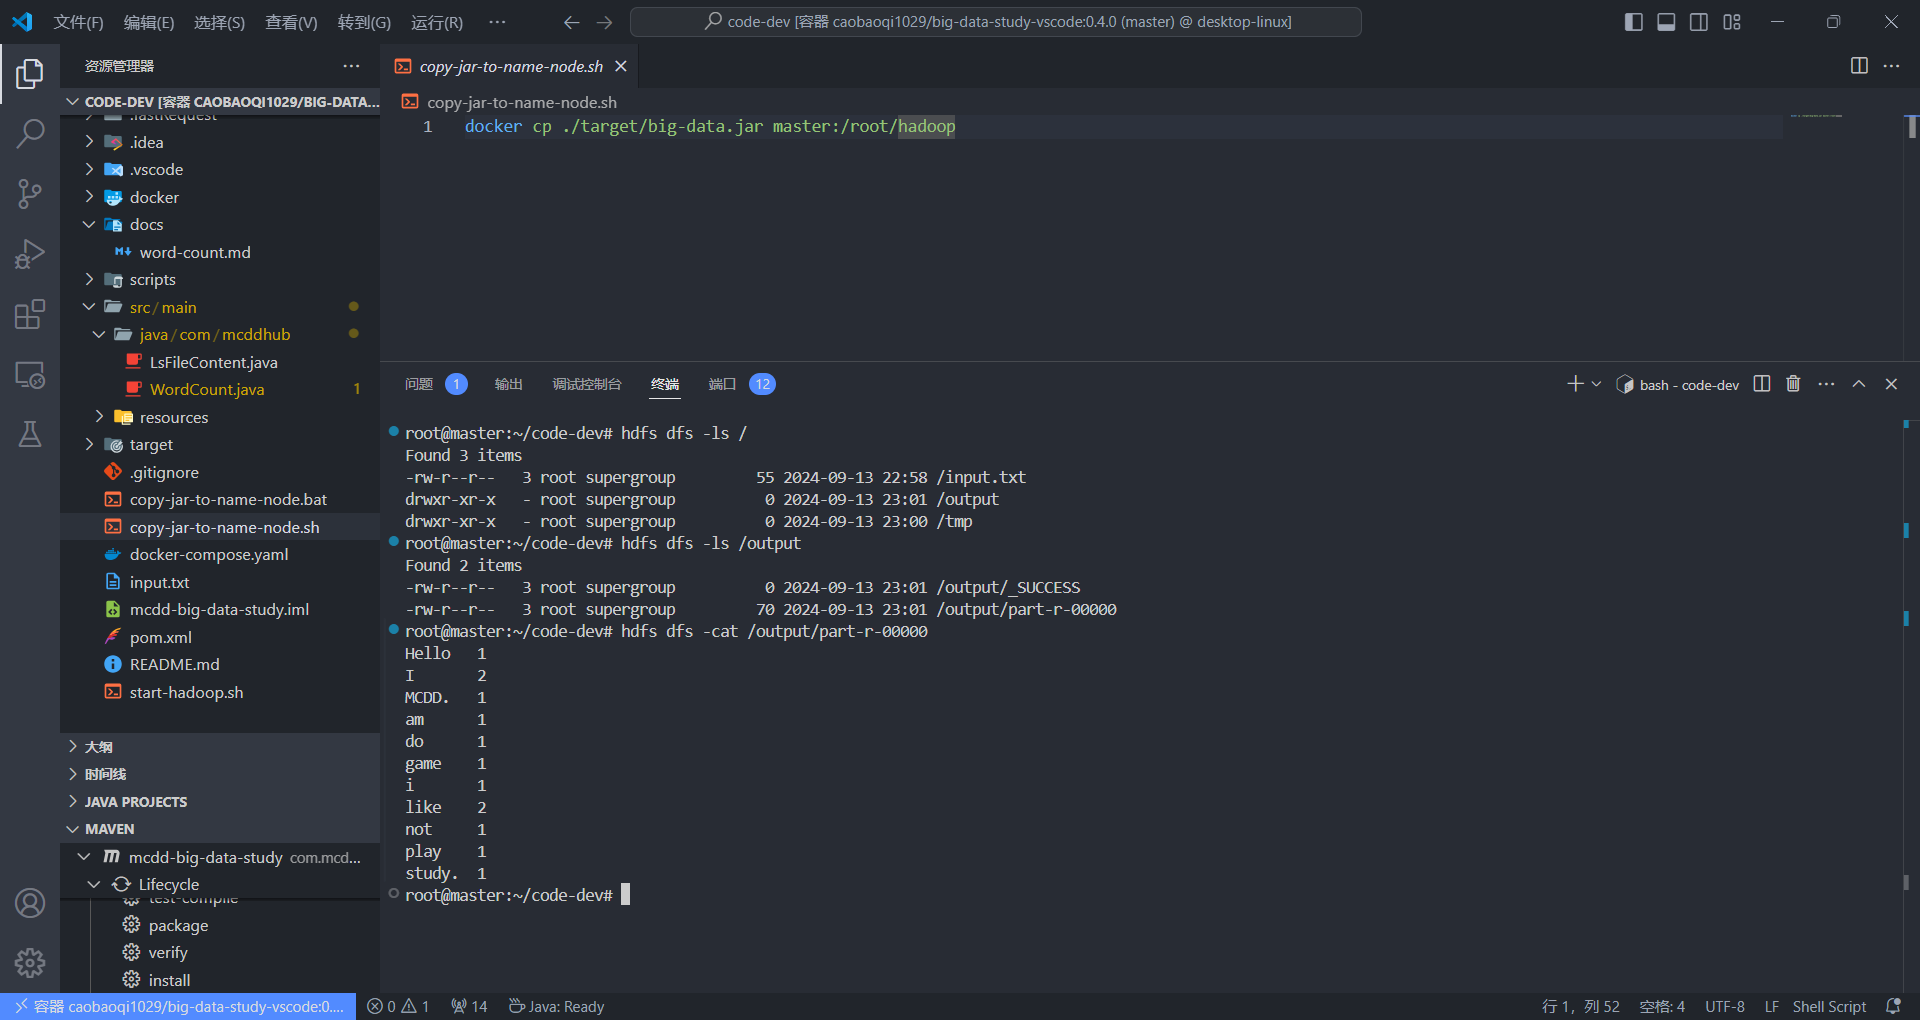 文件(F) 编辑(E) 选择(S) 查看(V) 转到(G) 运行(R) ··· code-dev [容器 caobaoqi1029/big-data-study-vscode:0.4.0 (master) @ desktop-linux]
资源管理器
CODE-DEV [容器 CAOBAOQI1029/BIG-DATA...
.fastRequest
.idea
.vscode
docker
docs
word-count.md
scripts
src / main
java / com / mcddhub
LsFileContent.java
WordCount.java 1
resources
target
.gitignore
copy-jar-to-name-node.bat
copy-jar-to-name-node.sh
docker-compose.yaml
input.txt
mcdd-big-data-study.iml
pom.xml
README.md
start-hadoop.sh
大纲
时间线
JAVA PROJECTS
MAVEN
mcdd-big-data-study com.mcd...
Lifecycle
test-compile
package
verify
install
copy-jar-to-name-node.sh
copy-jar-to-name-node.sh
1 docker cp ./target/big-data.jar master:/root/hadoop
问题 1 输出 调试控制台 终端 端口 12 bash - code-dev
root@master:~/code-dev# hdfs dfs -ls /
Found 3 items
-rw-r--r-- 3 root supergroup 55 2024-09-13 22:58 /input.txt
drwxr-xr-x - root supergroup 0 2024-09-13 23:01 /output
drwxr-xr-x - root supergroup 0 2024-09-13 23:00 /tmp
root@master:~/code-dev# hdfs dfs -ls /output
Found 2 items
-rw-r--r-- 3 root supergroup 0 2024-09-13 23:01 /output/_SUCCESS
-rw-r--r-- 3 root supergroup 70 2024-09-13 23:01 /output/part-r-00000
root@master:~/code-dev# hdfs dfs -cat /output/part-r-00000
Hello 1
I 2
MCDD. 1
am 1
do 1
game 1
i 1
like 2
not 1
play 1
study. 1
root@master:~/code-dev#
容器 caobaoqi1029/big-data-study-vscode:0.... 0 1 14 Java: Ready 行 1，列 52 空格: 4 UTF-8 LF Shell Script